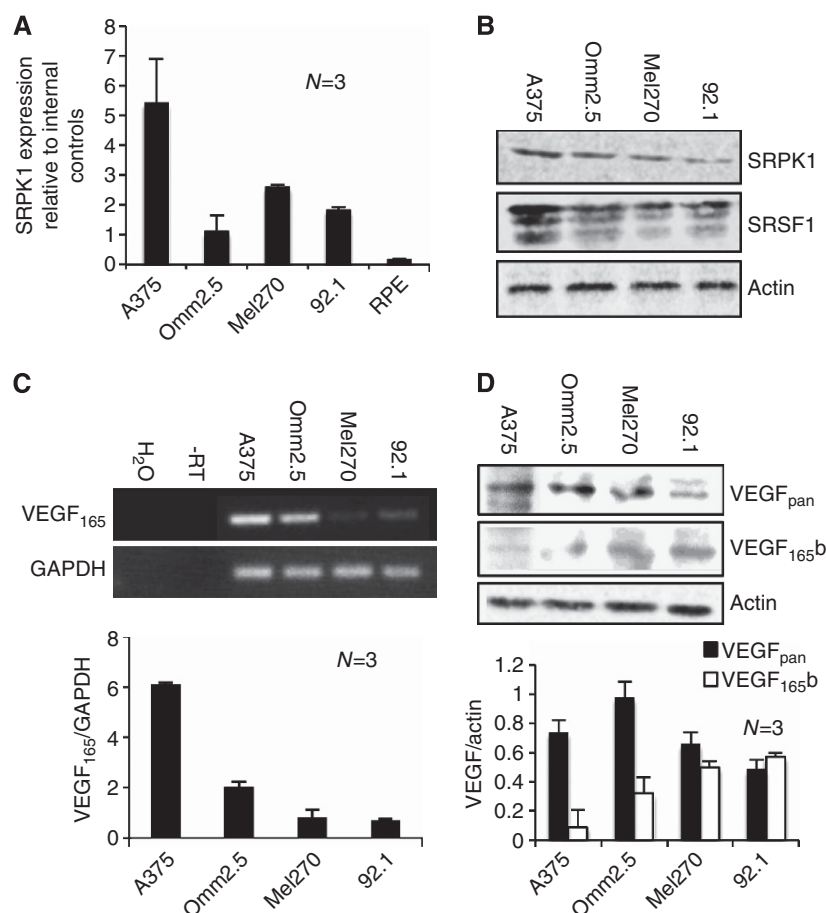 A
SRPK1 expression
relative to internal
controls
8
7
6
5
4
3
2
1
0
N=3
A375
Omm2.5
Mel270
92.1
RPE
B
A375
Omm2.5
Mel270
92.1
SRPK1
SRSF1
Actin
C
H₂O
-RT
A375
Omm2.5
Mel270
92.1
VEGF₁₆₅
GAPDH
VEGF₁₆₅/GAPDH
8
6
4
2
0
N=3
A375
Omm2.5
Mel270
92.1
D
A375
Omm2.5
Mel270
92.1
VEGFpan
VEGF₁₆₅b
Actin
VEGFpan
VEGF₁₆₅b
VEGF/actin
1.2
1
0.8
0.6
0.4
0.2
0
N=3
A375
Omm2.5
Mel270
92.1